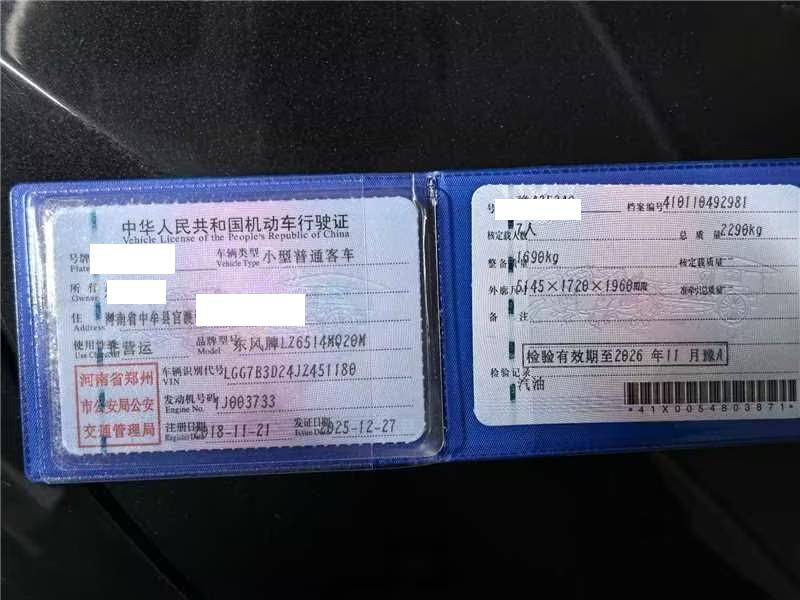 中华人民共和国机动车行驶证
Vehicle License of the People's Republic of China
号牌
Plate
车辆类型 小型普通客车
Vehicle Type
所有
Owner
住
Address 河南省中牟县官渡
使用性质 非营运
Use Character
品牌型号 东风牌LZ6514MQ20M
Model
河南省郑州
市公安局公安
交通管理局
车辆识别代号 LGG7B3D24JZ451180
VIN
发动机号码 1J003733
Engine No.
注册日期 2018-11-21
Register Date
发证日期 2025-12-27
Issue Date
号
档案编号 410110492981
核定载人数 7人
总质量 2290kg
整备质量 1690kg
核定载质量 --
外廓尺寸 5145×1720×1960mm
准牵引总质量 --
备注
检验有效期至2026年11月豫A
检验记录
汽油
*41X0054803871*